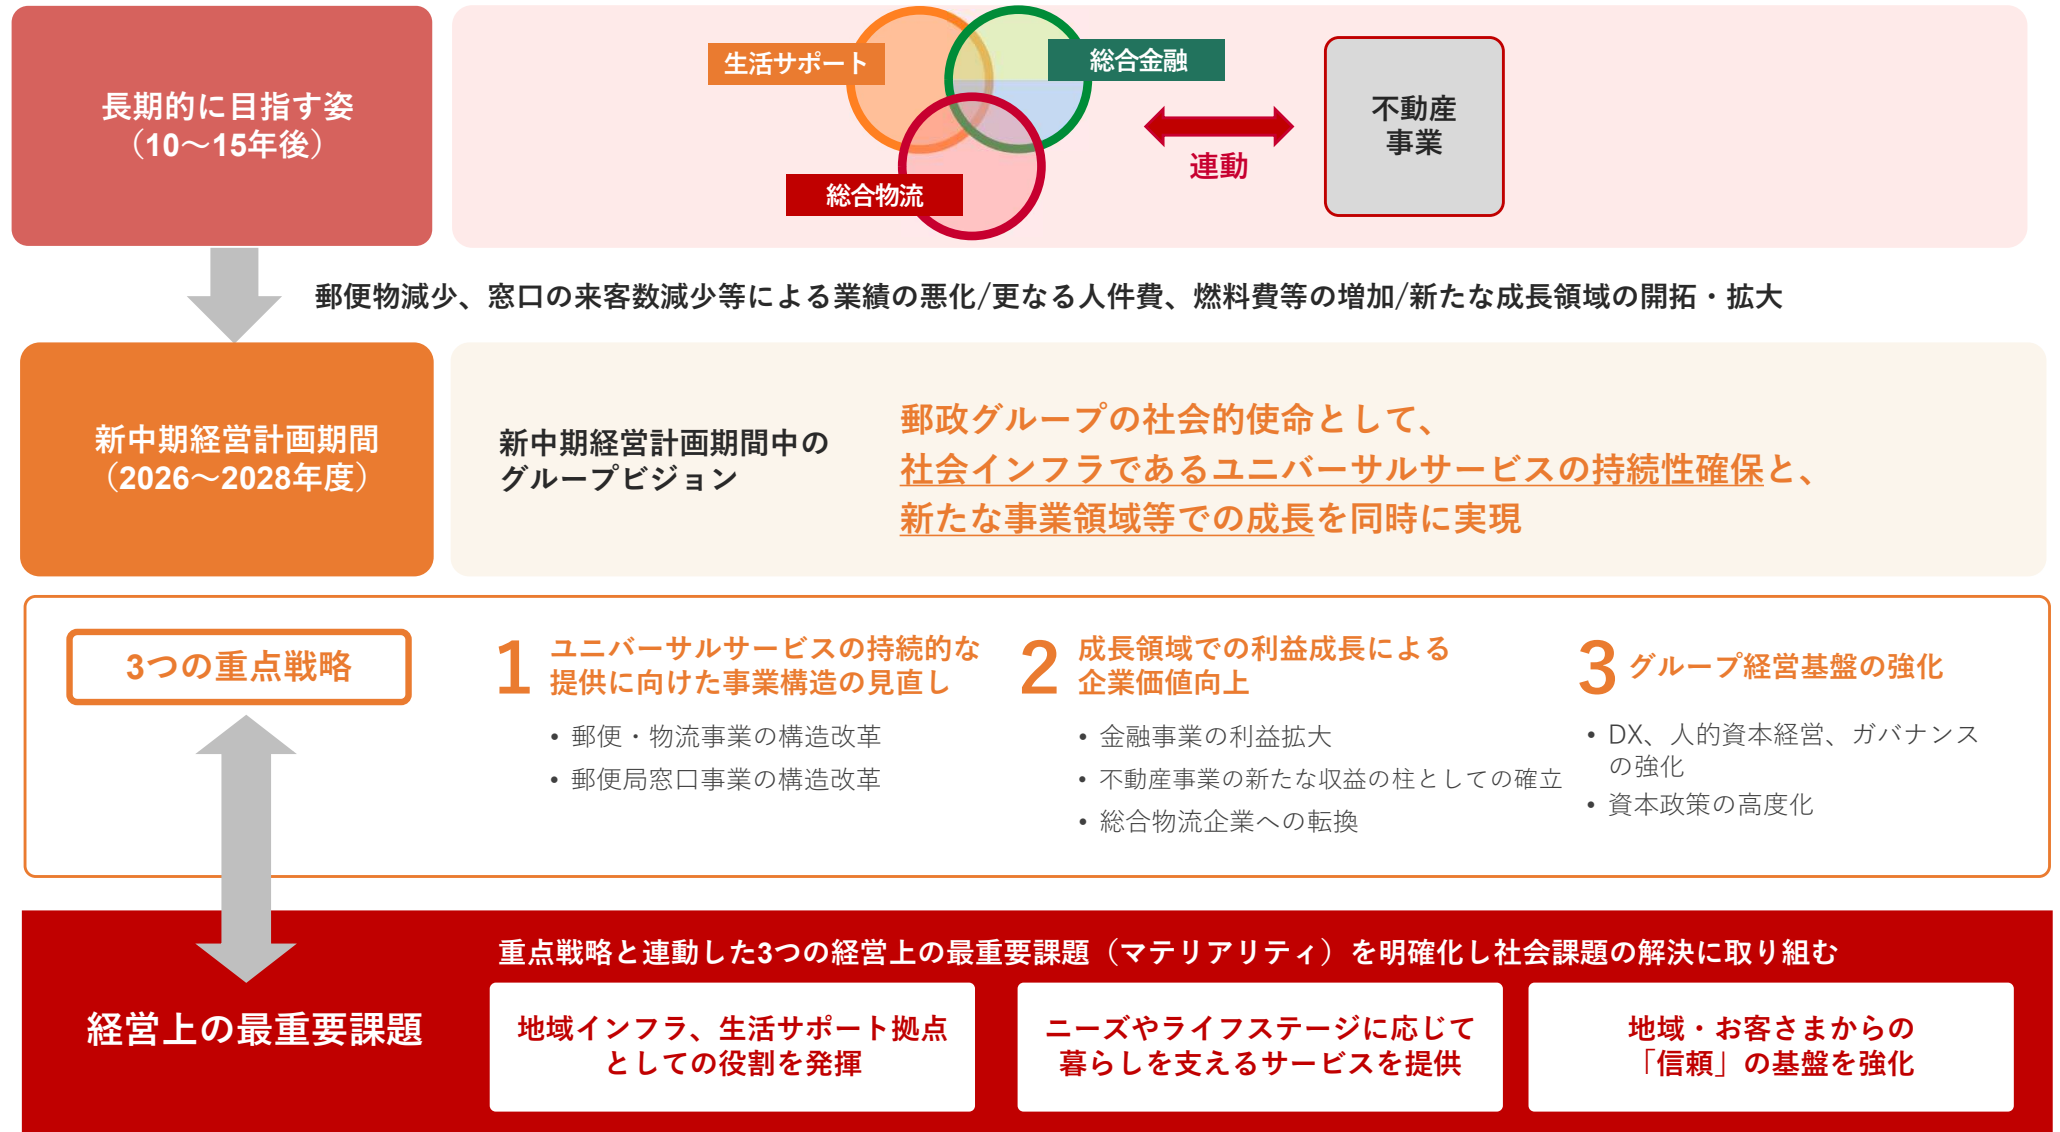 長期的に目指す姿
（10～15年後）
生活サポート
総合金融
総合物流
連動
不動産
事業
郵便物減少、窓口の来客数減少等による業績の悪化/更なる人件費、燃料費等の増加/新たな成長領域の開拓・拡大
新中期経営計画期間
（2026～2028年度）
新中期経営計画期間中の
グループビジョン
郵政グループの社会的使命として、
社会インフラであるユニバーサルサービスの持続性確保と、
新たな事業領域等での成長を同時に実現
3つの重点戦略
1
ユニバーサルサービスの持続的な
提供に向けた事業構造の見直し
• 郵便・物流事業の構造改革
• 郵便局窓口事業の構造改革
2
成長領域での利益成長による
企業価値向上
• 金融事業の利益拡大
• 不動産事業の新たな収益の柱としての確立
• 総合物流企業への転換
3
グループ経営基盤の強化
• DX、人的資本経営、ガバナンス
の強化
• 資本政策の高度化
経営上の最重要課題
重点戦略と連動した3つの経営上の最重要課題（マテリアリティ）を明確化し社会課題の解決に取り組む
地域インフラ、生活サポート拠点
としての役割を発揮
ニーズやライフステージに応じて
暮らしを支えるサービスを提供
地域・お客さまからの
「信頼」の基盤を強化